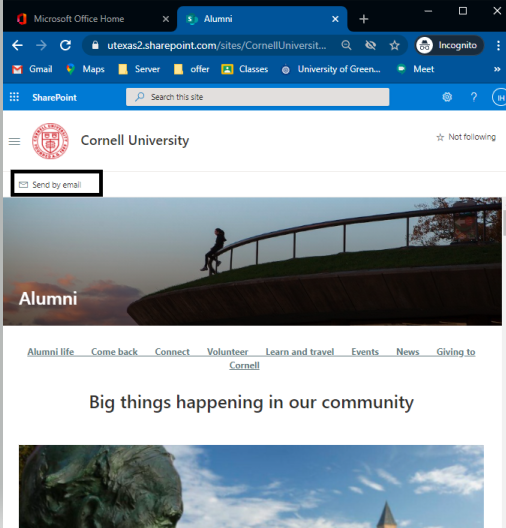 Microsoft Office Home
Alumni
utexas2.sharepoint.com/sites/CornellUniversit...
Incognito
Gmail Maps Server offer Classes University of Green... Meet »
SharePoint
Search this site
?
IH
Cornell University
Not following
Send by email
Alumni
Alumni life Come back Connect Volunteer Learn and travel Events News Giving to
Cornell
Big things happening in our community